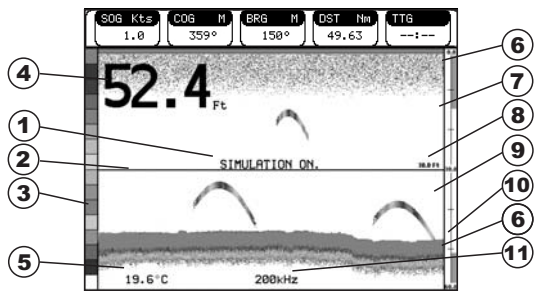 SOG Kts COG M BRG M DST Nm TTG
1.0 359° 150° 49.63 --:--
6
4 52.4 Ft 7
1 8
SIMULATION ON.
2 9
3 10
6
5 11
19.6°C 200kHz